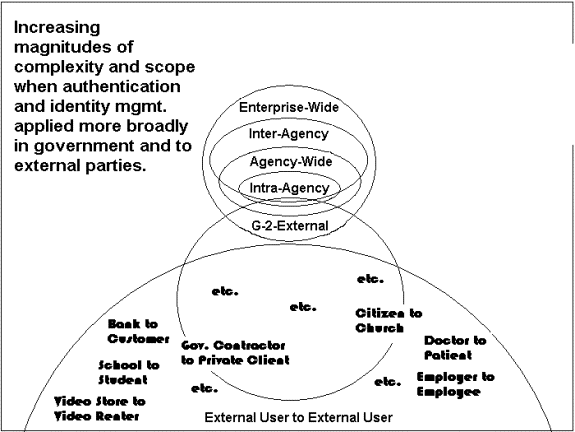 Increasing
magnitudes of
complexity and scope
when authentication
and identity mgmt.
applied more broadly
in government and to
external parties.
Enterprise-Wide
Inter-Agency
Agency-Wide
Intra-Agency
G-2-External
etc.
etc.
etc.
Citizen to
Church
Bank to
Customer
Gov. Contractor
to Private Client
Doctor to
Patient
School to
Student
etc.
etc.
Employer to
Employee
Video Store to
Video Renter
External User to External User